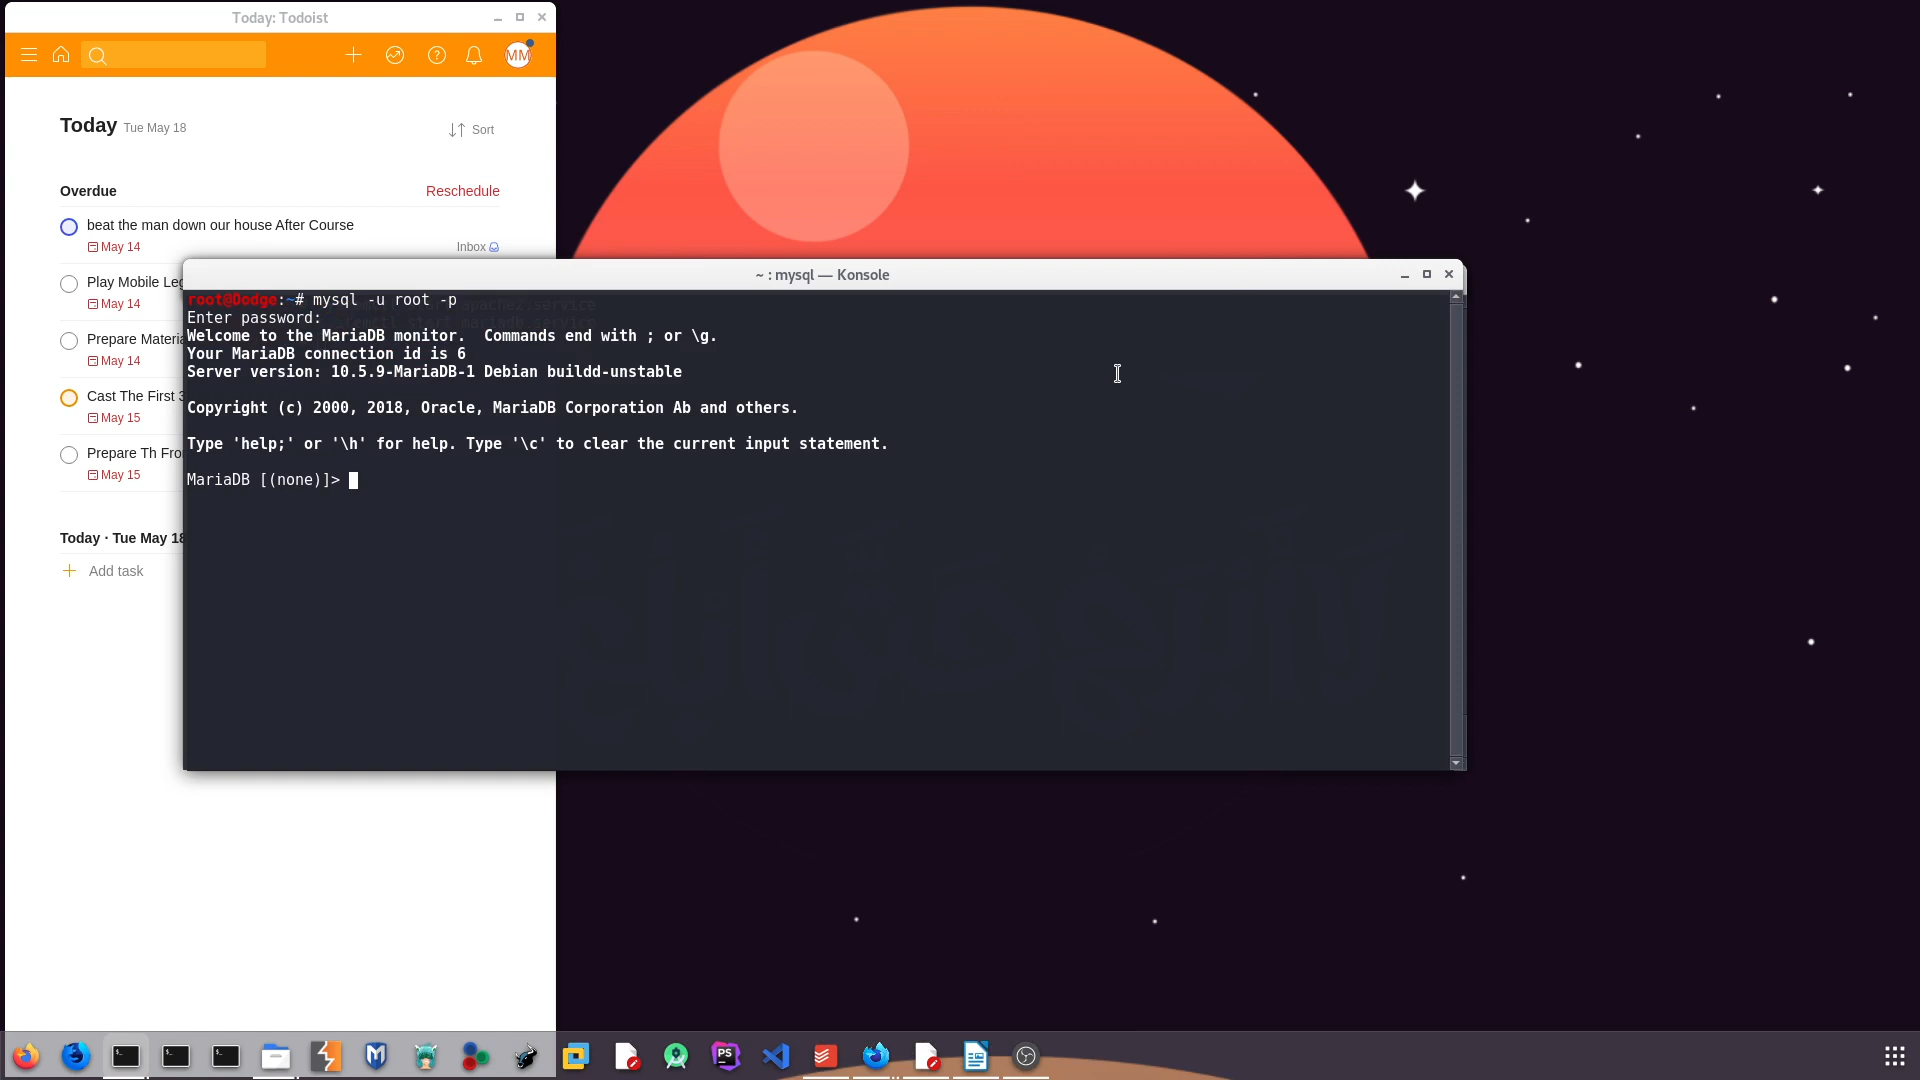 Today: Todoist
MM
Today Tue May 18
Sort
Overdue
Reschedule
beat the man down our house After Course
May 14
Inbox
Play Mobile Leg
May 14
Prepare Materia
May 14
Cast The First 3
May 15
Prepare Th Fro
May 15
Today · Tue May 18
Add task
~ : mysql — Konsole
root@Dodge:~# mysql -u root -p
Enter password:
Welcome to the MariaDB monitor.  Commands end with ; or \g.
Your MariaDB connection id is 6
Server version: 10.5.9-MariaDB-1 Debian buildd-unstable
Copyright (c) 2000, 2018, Oracle, MariaDB Corporation Ab and others.
Type 'help;' or '\h' for help. Type '\c' to clear the current input statement.
MariaDB [(none)]>
PS